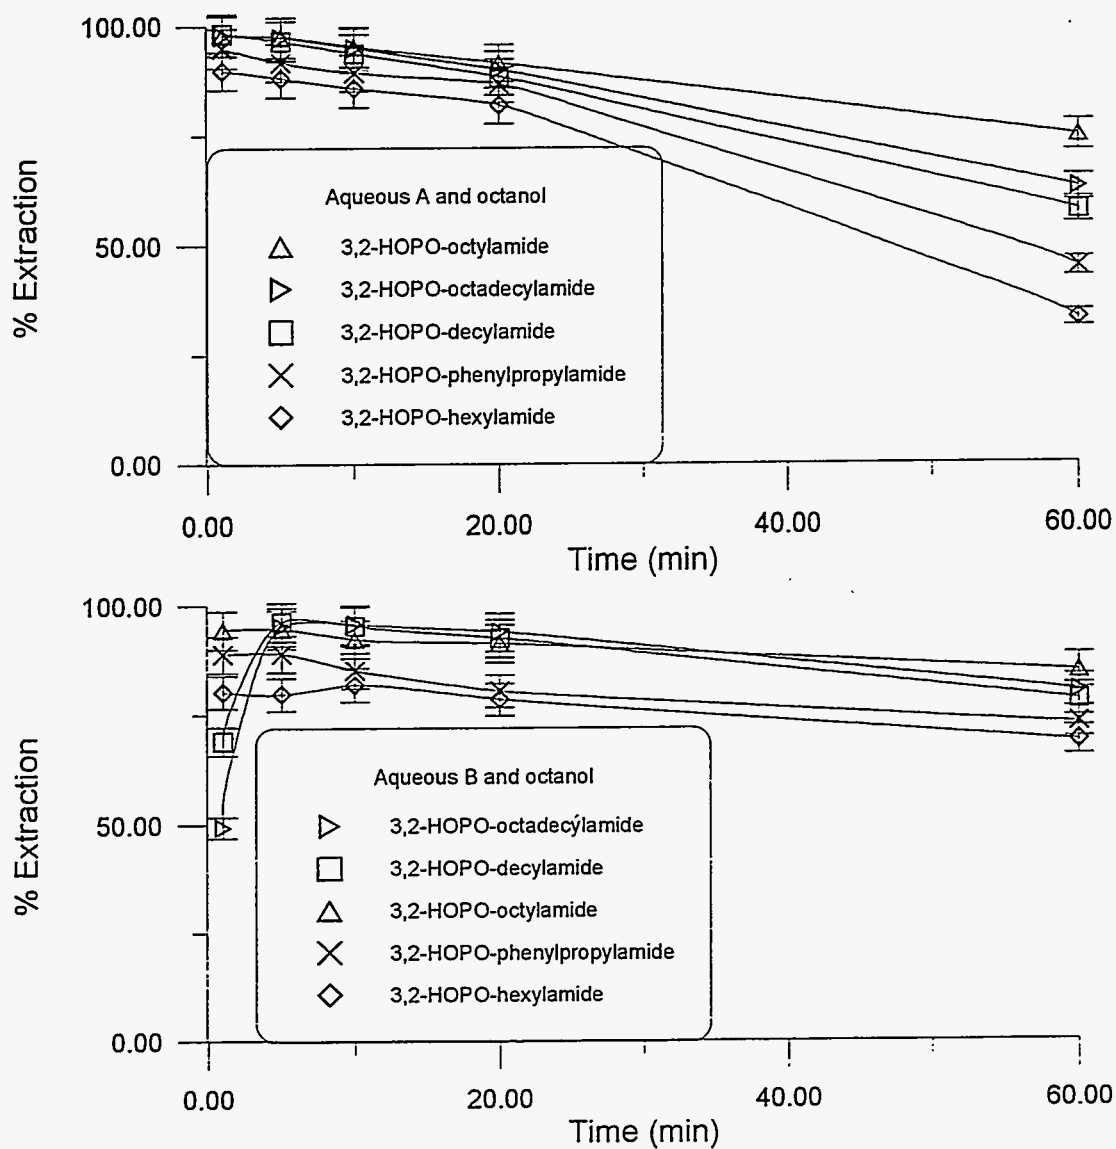 100.00
50.00
0.00
% Extraction
Aqueous A and octanol
3,2-HOPO-octylamide
3,2-HOPO-octadecylamide
3,2-HOPO-decylamide
3,2-HOPO-phenylpropylamide
3,2-HOPO-hexylamide
0.00 20.00 40.00 60.00
Time (min)
100.00
50.00
0.00
% Extraction
Aqueous B and octanol
3,2-HOPO-octadecylamide
3,2-HOPO-decylamide
3,2-HOPO-octylamide
3,2-HOPO-phenylpropylamide
3,2-HOPO-hexylamide
0.00 20.00 40.00 60.00
Time (min)